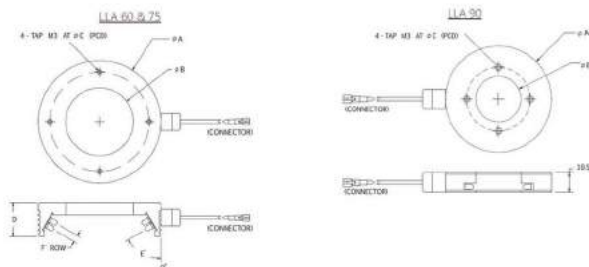 LLA 60 & 75
4 - TAP M3 AT ø C (PCD)
ø A
ø B
(CONNECTOR)
D
F' ROW
E
E'
(CONNECTOR)
LLA 90
4 - TAP M3 AT ø C (PCD)
ø A
ø B
(CONNECTOR)
(CONNECTOR)